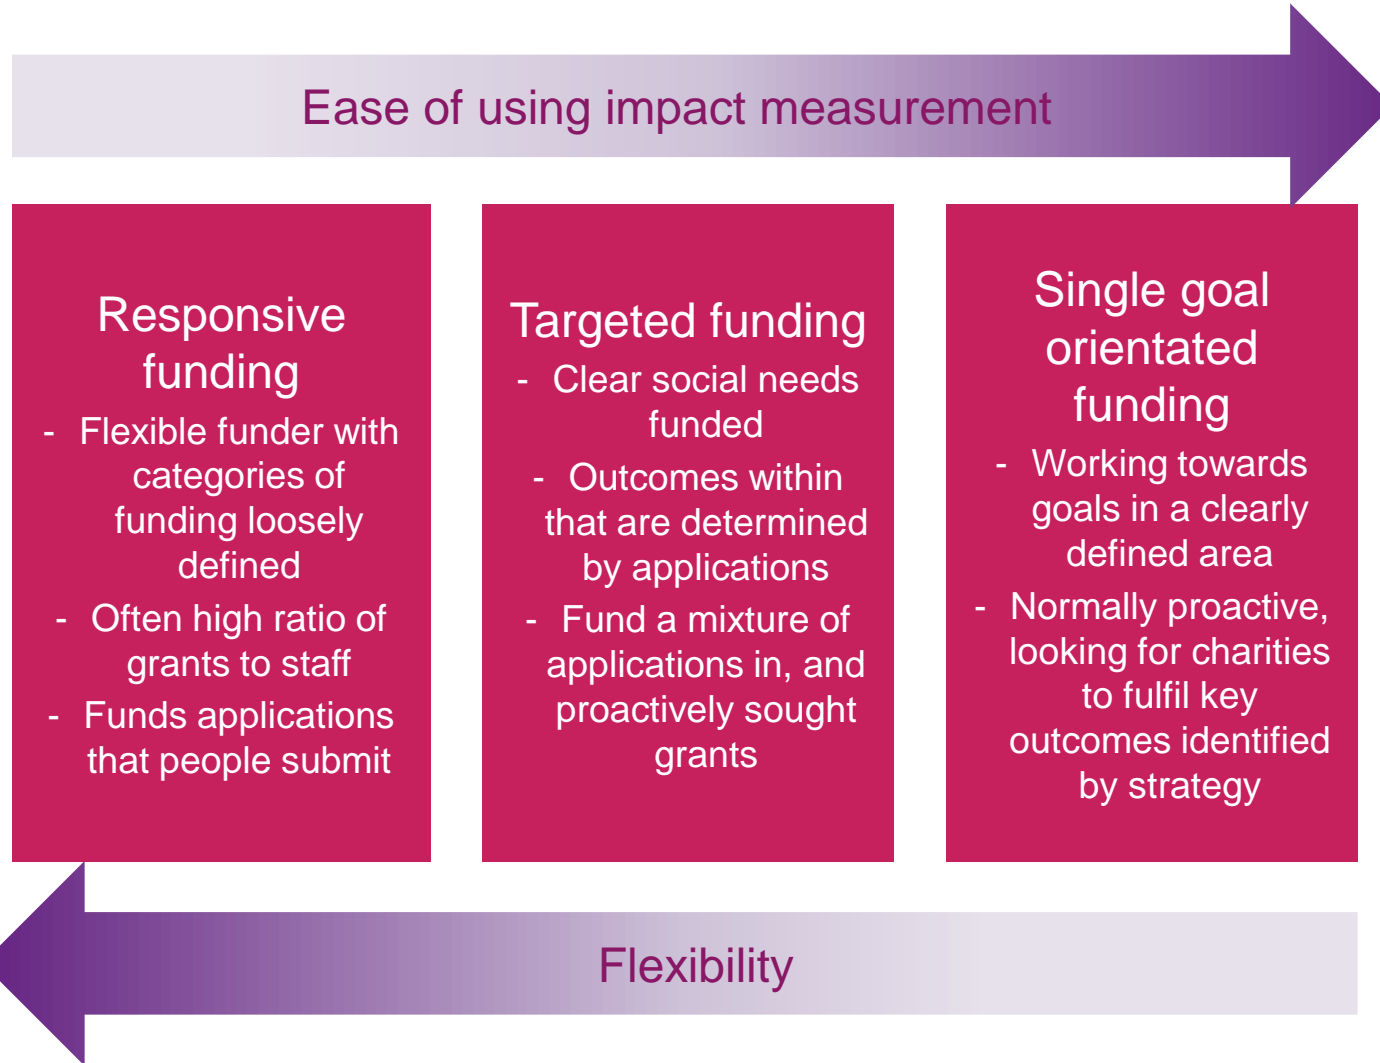 Ease of using impact measurement
Responsive
funding
- Flexible funder with
categories of
funding loosely
defined
- Often high ratio of
grants to staff
- Funds applications
that people submit
Targeted funding
- Clear social needs
funded
- Outcomes within
that are determined
by applications
- Fund a mixture of
applications in, and
proactively sought
grants
Single goal
orientated
funding
- Working towards
goals in a clearly
defined area
- Normally proactive,
looking for charities
to fulfil key
outcomes identified
by strategy
Flexibility